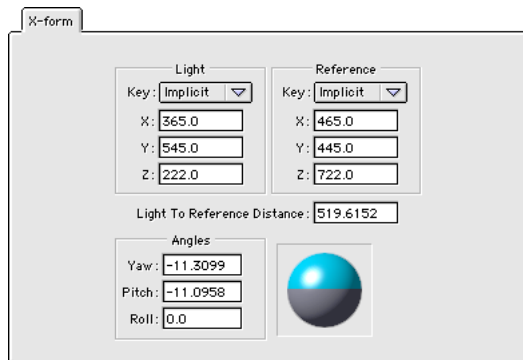 X-form
Light Reference
Key: Implicit Key: Implicit
X: 365.0 X: 465.0
Y: 545.0 Y: 445.0
Z: 222.0 Z: 722.0
Light To Reference Distance: 519.6152
Angles
Yaw: -11.3099
Pitch: -11.0958
Roll: 0.0